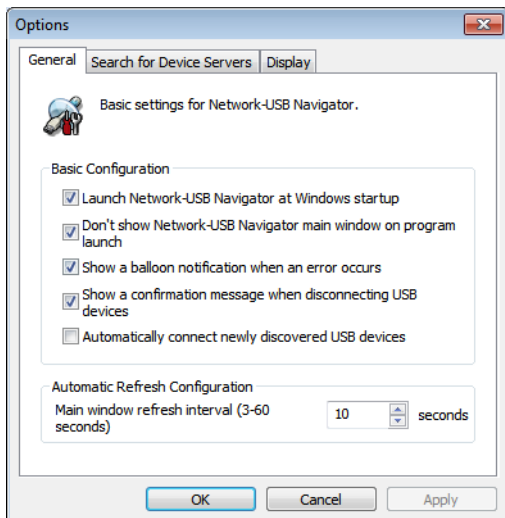 Options
General Search for Device Servers Display
Basic settings for Network-USB Navigator.
Basic Configuration
Launch Network-USB Navigator at Windows startup
Don't show Network-USB Navigator main window on program
launch
Show a balloon notification when an error occurs
Show a confirmation message when disconnecting USB
devices
Automatically connect newly discovered USB devices
Automatic Refresh Configuration
Main window refresh interval (3-60
seconds)
10 seconds
OK Cancel Apply